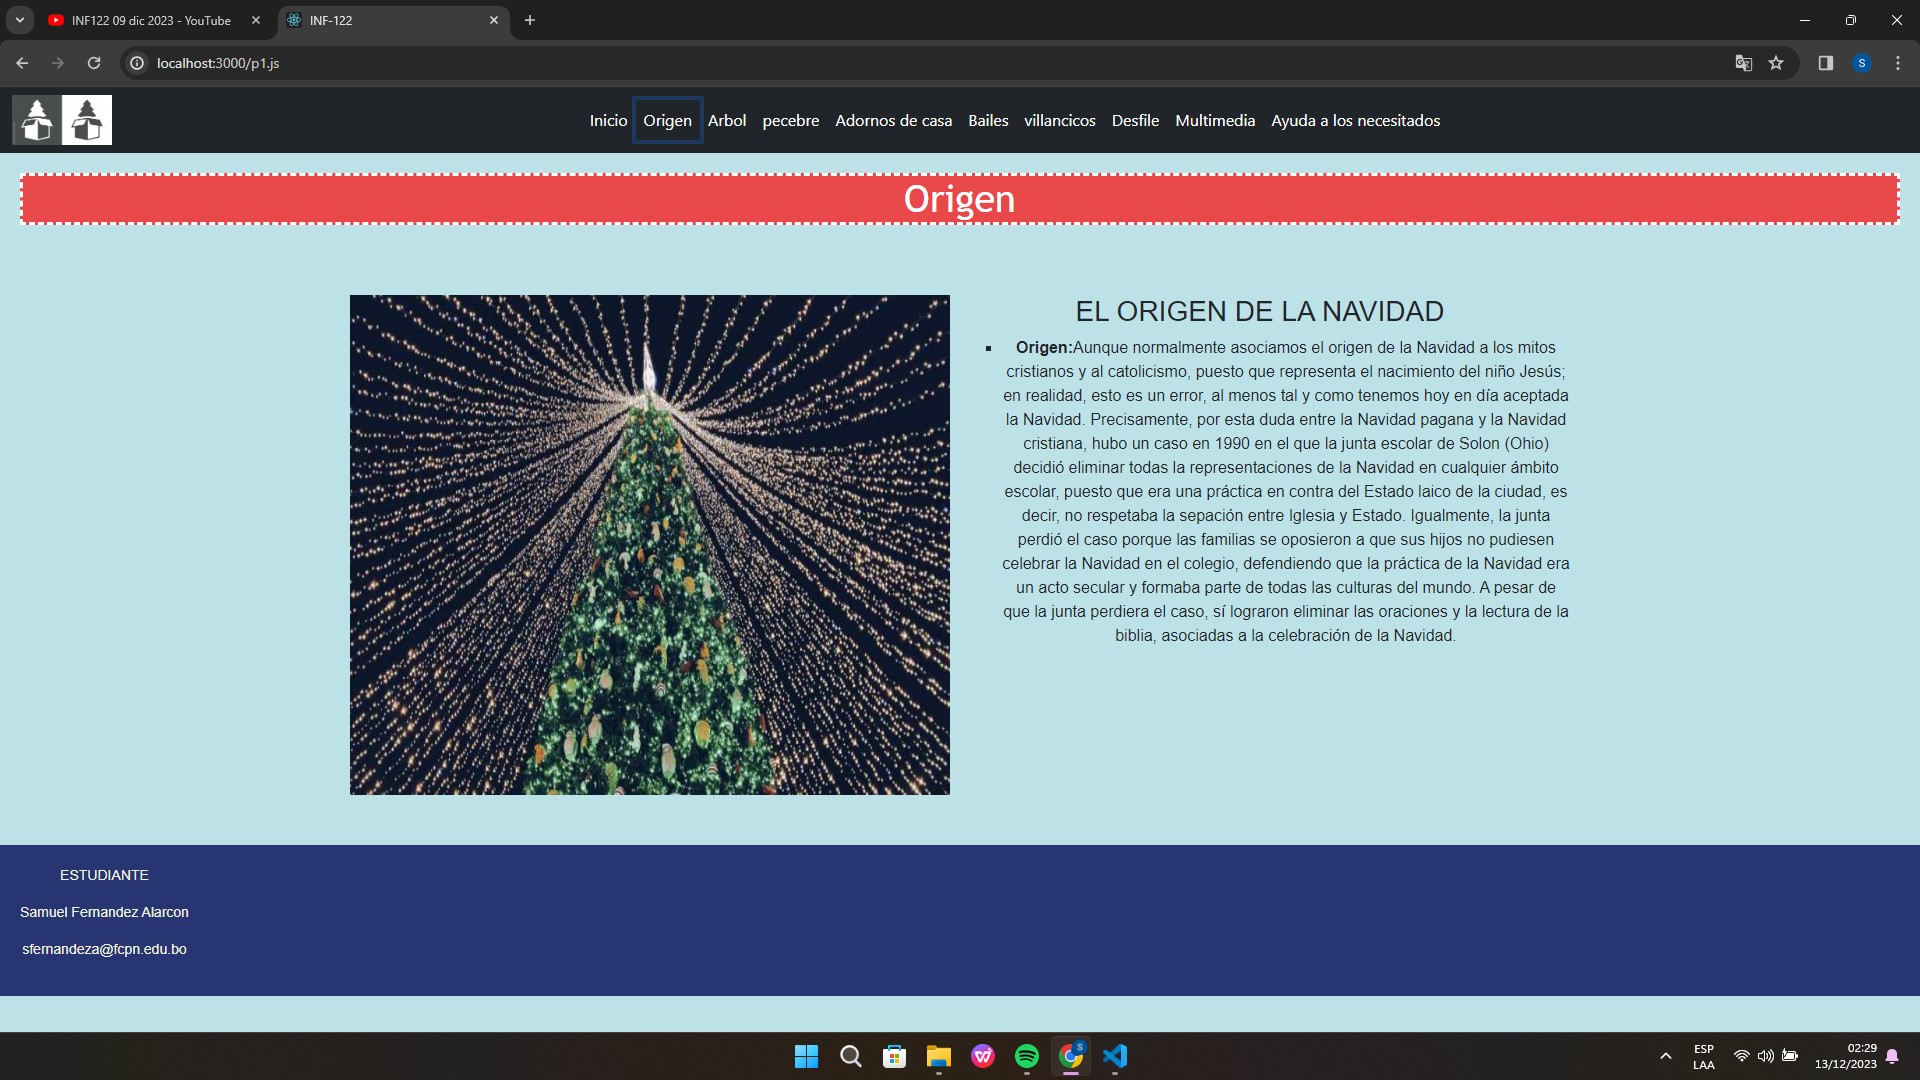 INF122 09 dic 2023 - YouTube
INF-122
localhost:3000/p1.js
S
Inicio Origen Arbol pecebre Adornos de casa Bailes villancicos Desfile Multimedia Ayuda a los necesitados
Origen
EL ORIGEN DE LA NAVIDAD
Origen:Aunque normalmente asociamos el origen de la Navidad a los mitos
cristianos y al catolicismo, puesto que representa el nacimiento del niño Jesús;
en realidad, esto es un error, al menos tal y como tenemos hoy en día aceptada
la Navidad. Precisamente, por esta duda entre la Navidad pagana y la Navidad
cristiana, hubo un caso en 1990 en el que la junta escolar de Solon (Ohio)
decidió eliminar todas la representaciones de la Navidad en cualquier ámbito
escolar, puesto que era una práctica en contra del Estado laico de la ciudad, es
decir, no respetaba la sepación entre Iglesia y Estado. Igualmente, la junta
perdió el caso porque las familias se oposieron a que sus hijos no pudiesen
celebrar la Navidad en el colegio, defendiendo que la práctica de la Navidad era
un acto secular y formaba parte de todas las culturas del mundo. A pesar de
que la junta perdiera el caso, sí lograron eliminar las oraciones y la lectura de la
biblia, asociadas a la celebración de la Navidad.
ESTUDIANTE
Samuel Fernandez Alarcon
sfernandeza@fcpn.edu.bo
S
ESP
LAA
02:29
13/12/2023